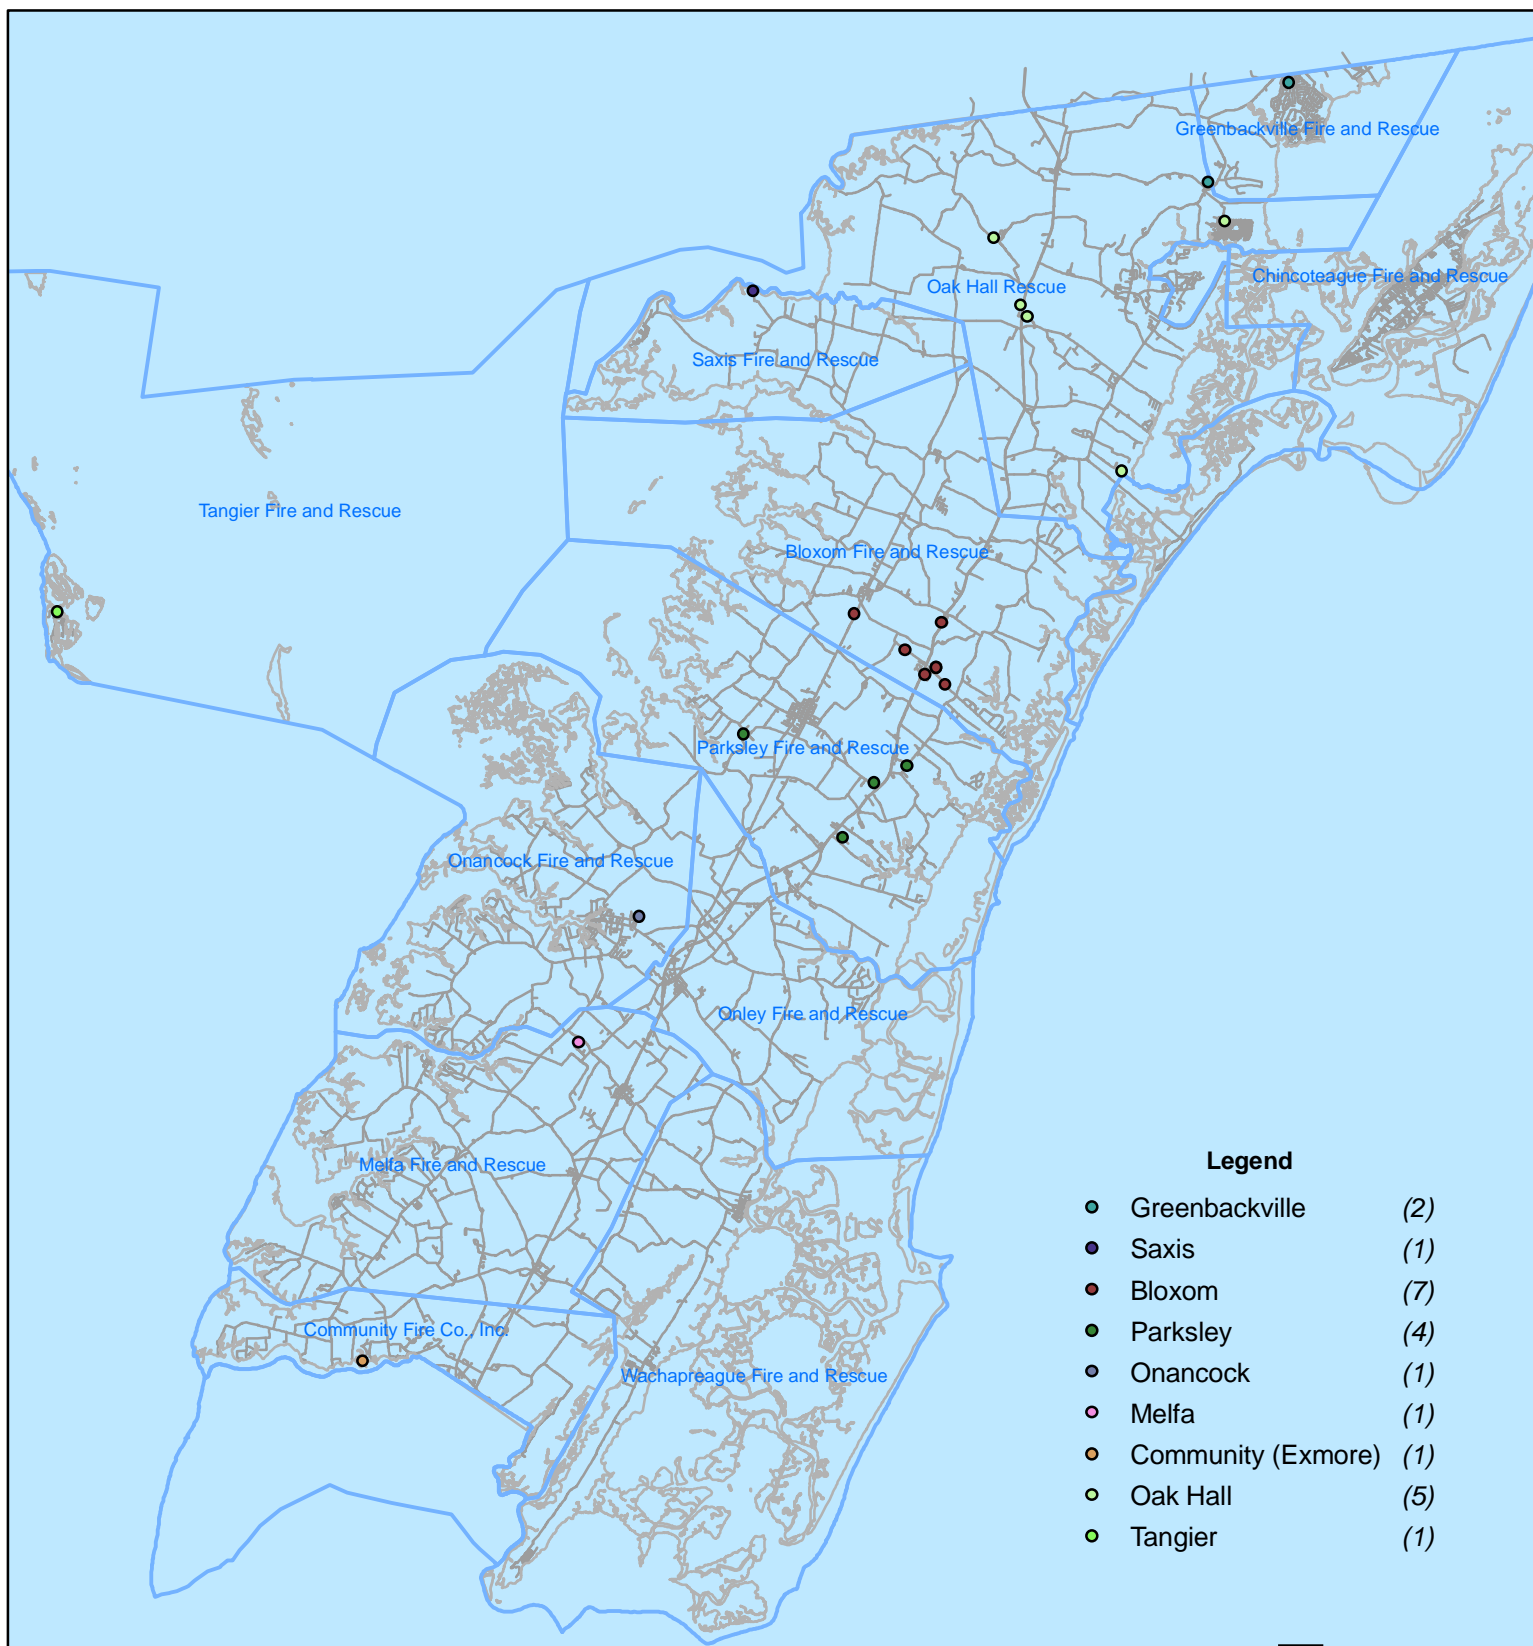 Greenbackville Fire and Rescue
Chincoteague Fire and Rescue
Oak Hall Rescue
Saxis Fire and Rescue
Tangier Fire and Rescue
Bloxom Fire and Rescue
Parksley Fire and Rescue
Onancock Fire and Rescue
Onley Fire and Rescue
Melfa Fire and Rescue
Community Fire Co., Inc.
Wachapreague Fire and Rescue
Legend
Greenbackville (2)
Saxis (1)
Bloxom (7)
Parksley (4)
Onancock (1)
Melfa (1)
Community (Exmore) (1)
Oak Hall (5)
Tangier (1)